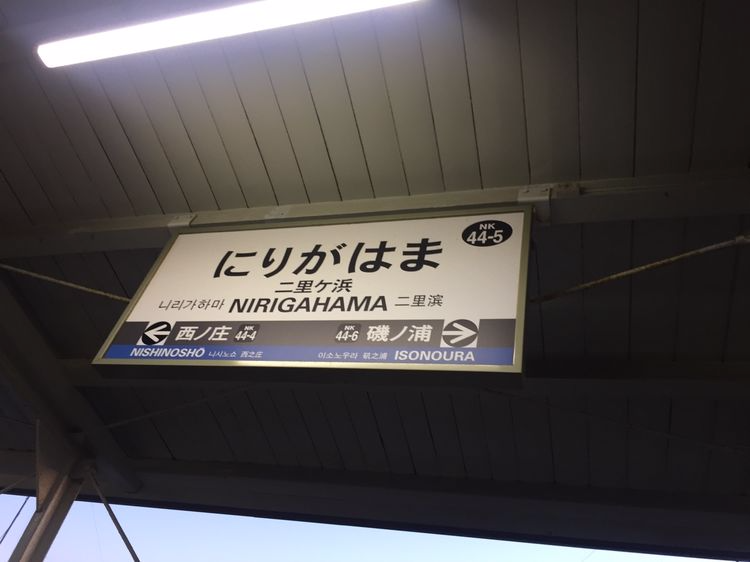 NK
44-5
にりがはま
二里ケ浜
니리가하마 NIRIGAHAMA 二里滨
西ノ庄 NK 44-4 NK 44-6 磯ノ浦
NISHINOSHŌ 니시노쇼 西之庄 이소노우라 矶之浦 ISONOURA